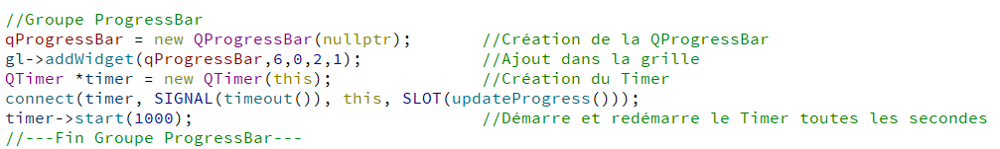 //Groupe ProgressBar
qProgressBar = new QProgressBar(nullptr); //Création de la QProgressBar
gl->addWidget(qProgressBar,6,0,2,1); //Ajout dans la grille
QTimer *timer = new QTimer(this); //Création du Timer
connect(timer, SIGNAL(timeout()), this, SLOT(updateProgress()));
timer->start(1000); //Démarre et redémarre le Timer toutes les secondes
//---Fin Groupe ProgressBar---